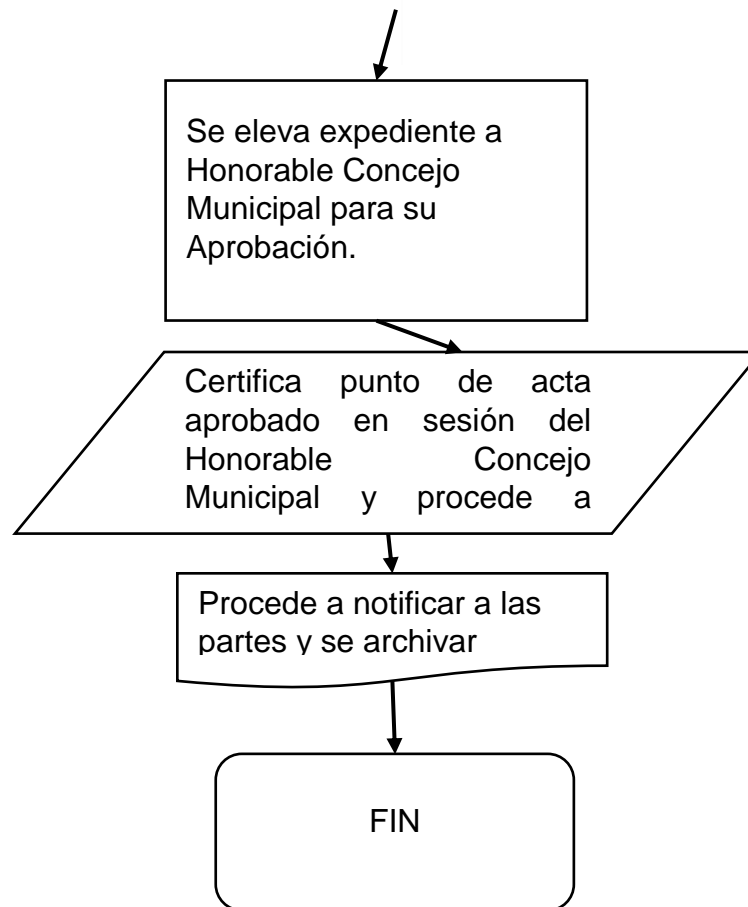 Se eleva expediente a
Honorable Concejo
Municipal para su
Aprobación.
Certifica punto de acta
aprobado en sesión del
Honorable Concejo
Municipal y procede a
Procede a notificar a las
partes y se archivar
FIN